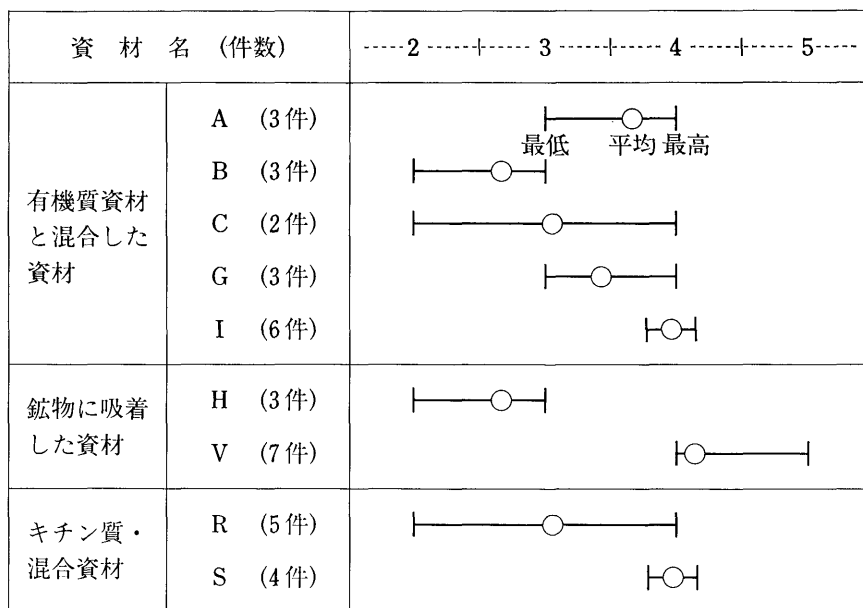 資 材 名 (件数)
-----2------+------3------+------4------+------5-----
有機質資材
と混合した
資材
A (3件)
最低 平均 最高
B (3件)
C (2件)
G (3件)
I (6件)
鉱物に吸着
した資材
H (3件)
V (7件)
キチン質・
混合資材
R (5件)
S (4件)